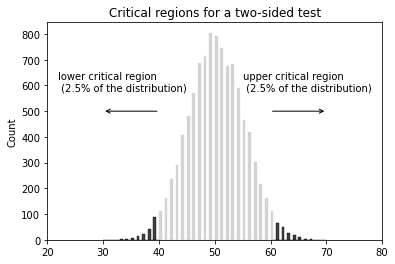 Critical regions for a two-sided test
800
700
600
500
400
300
200
100
0
Count
lower critical region
(2.5% of the distribution)
upper critical region
(2.5% of the distribution)
20 30 40 50 60 70 80